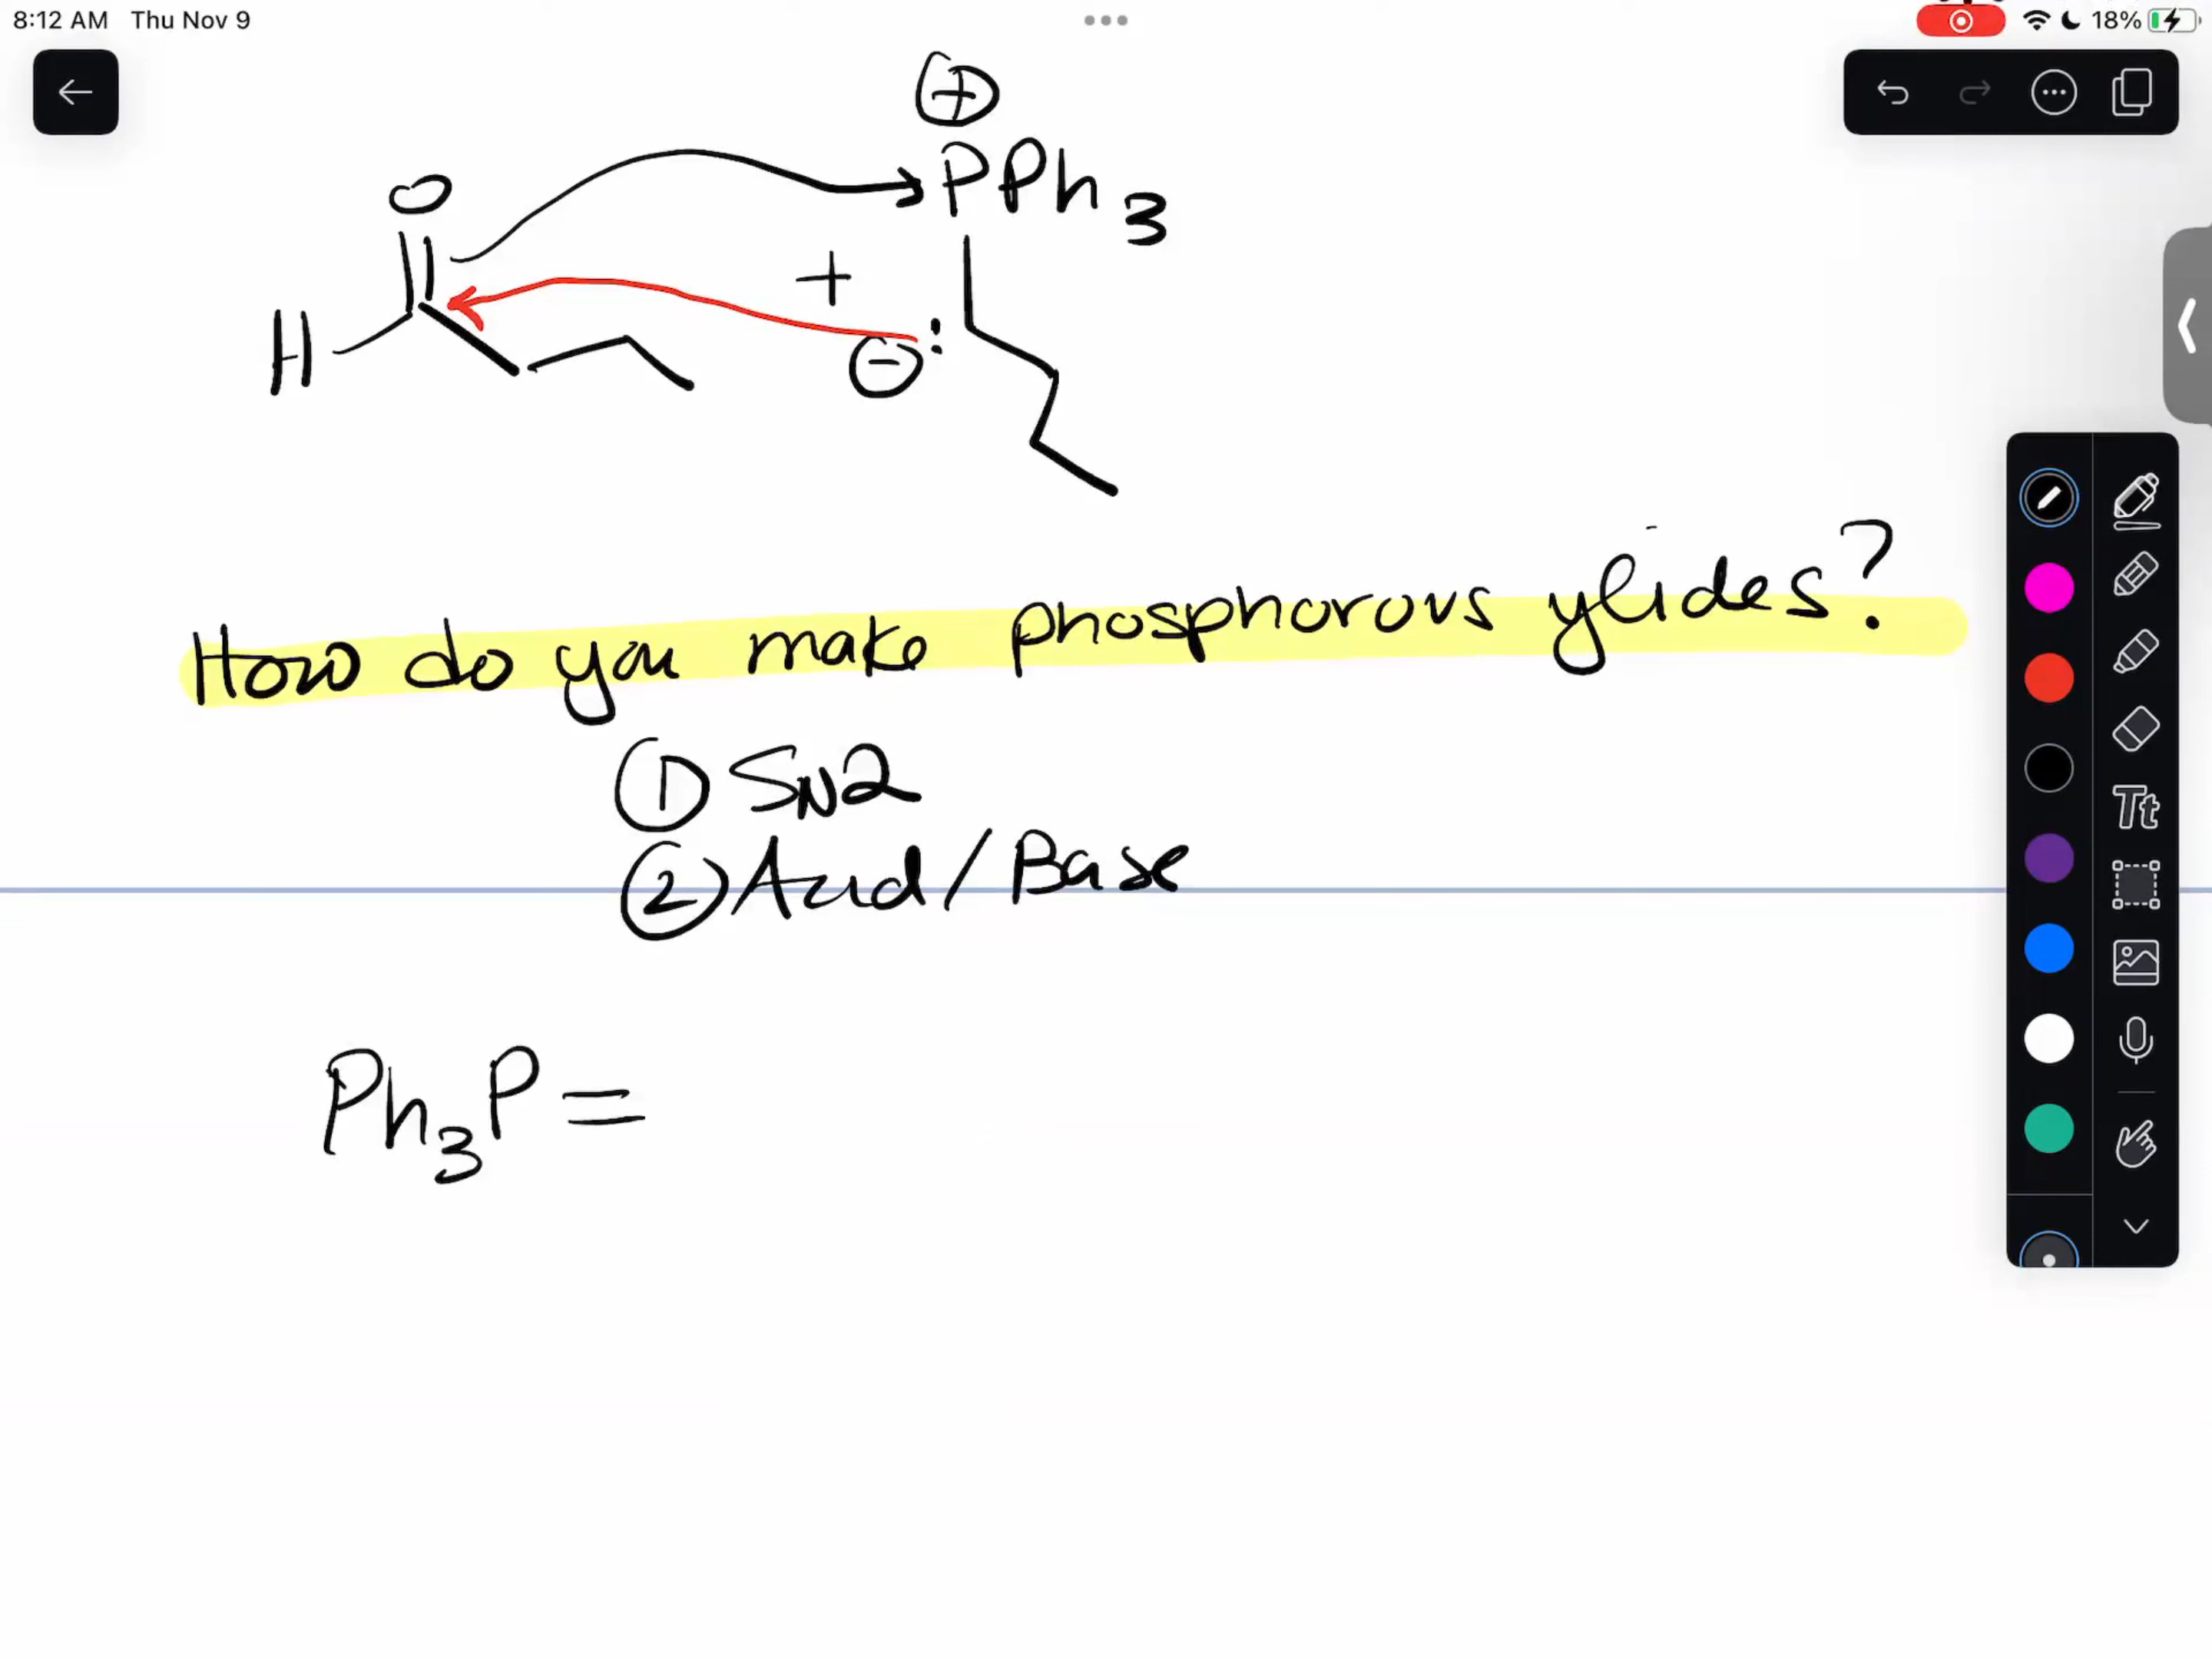 8:12 AM Thu Nov 9
18%
⊕
O
PPh3
+
H
⊖:
How do you make phosphorous ylides?
① SN2
② Acid/Base
Tt
Ph3P=